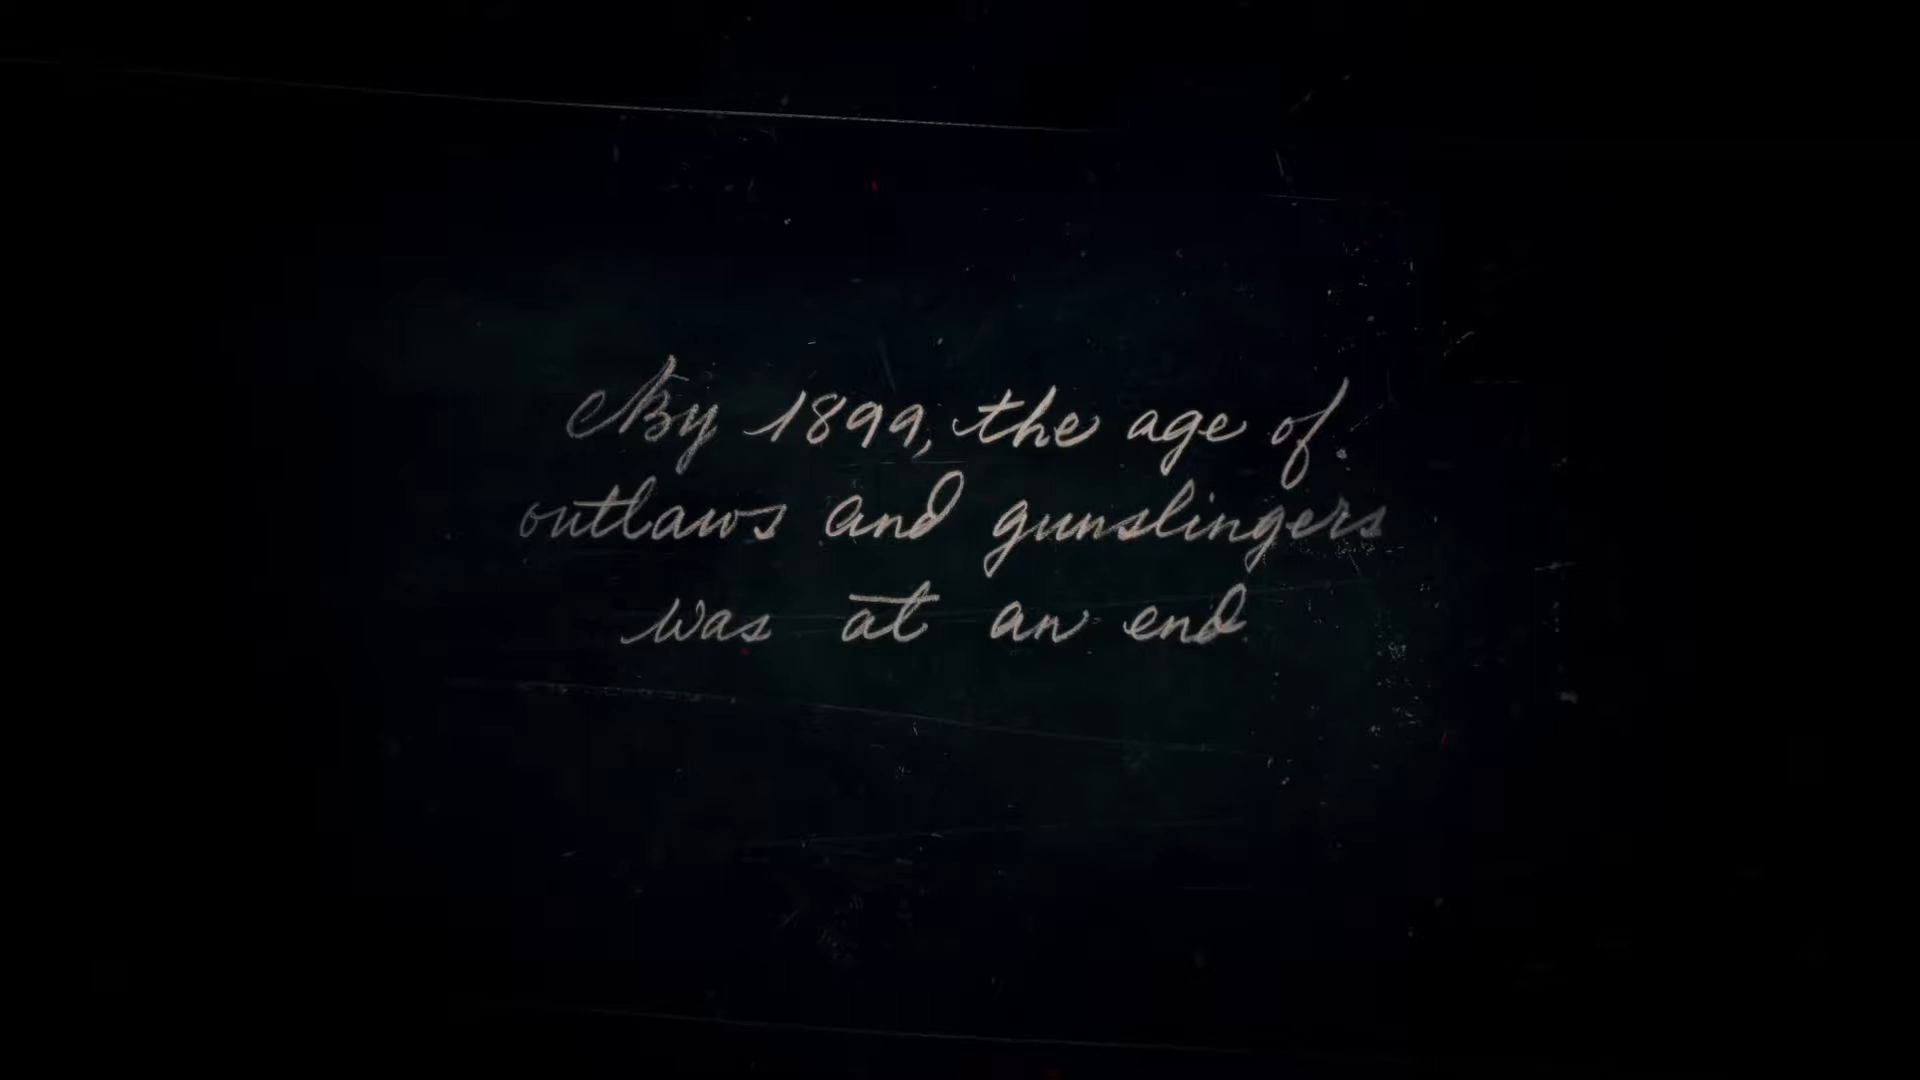 By 1899, the age of
outlaws and gunslingers
was at an end.